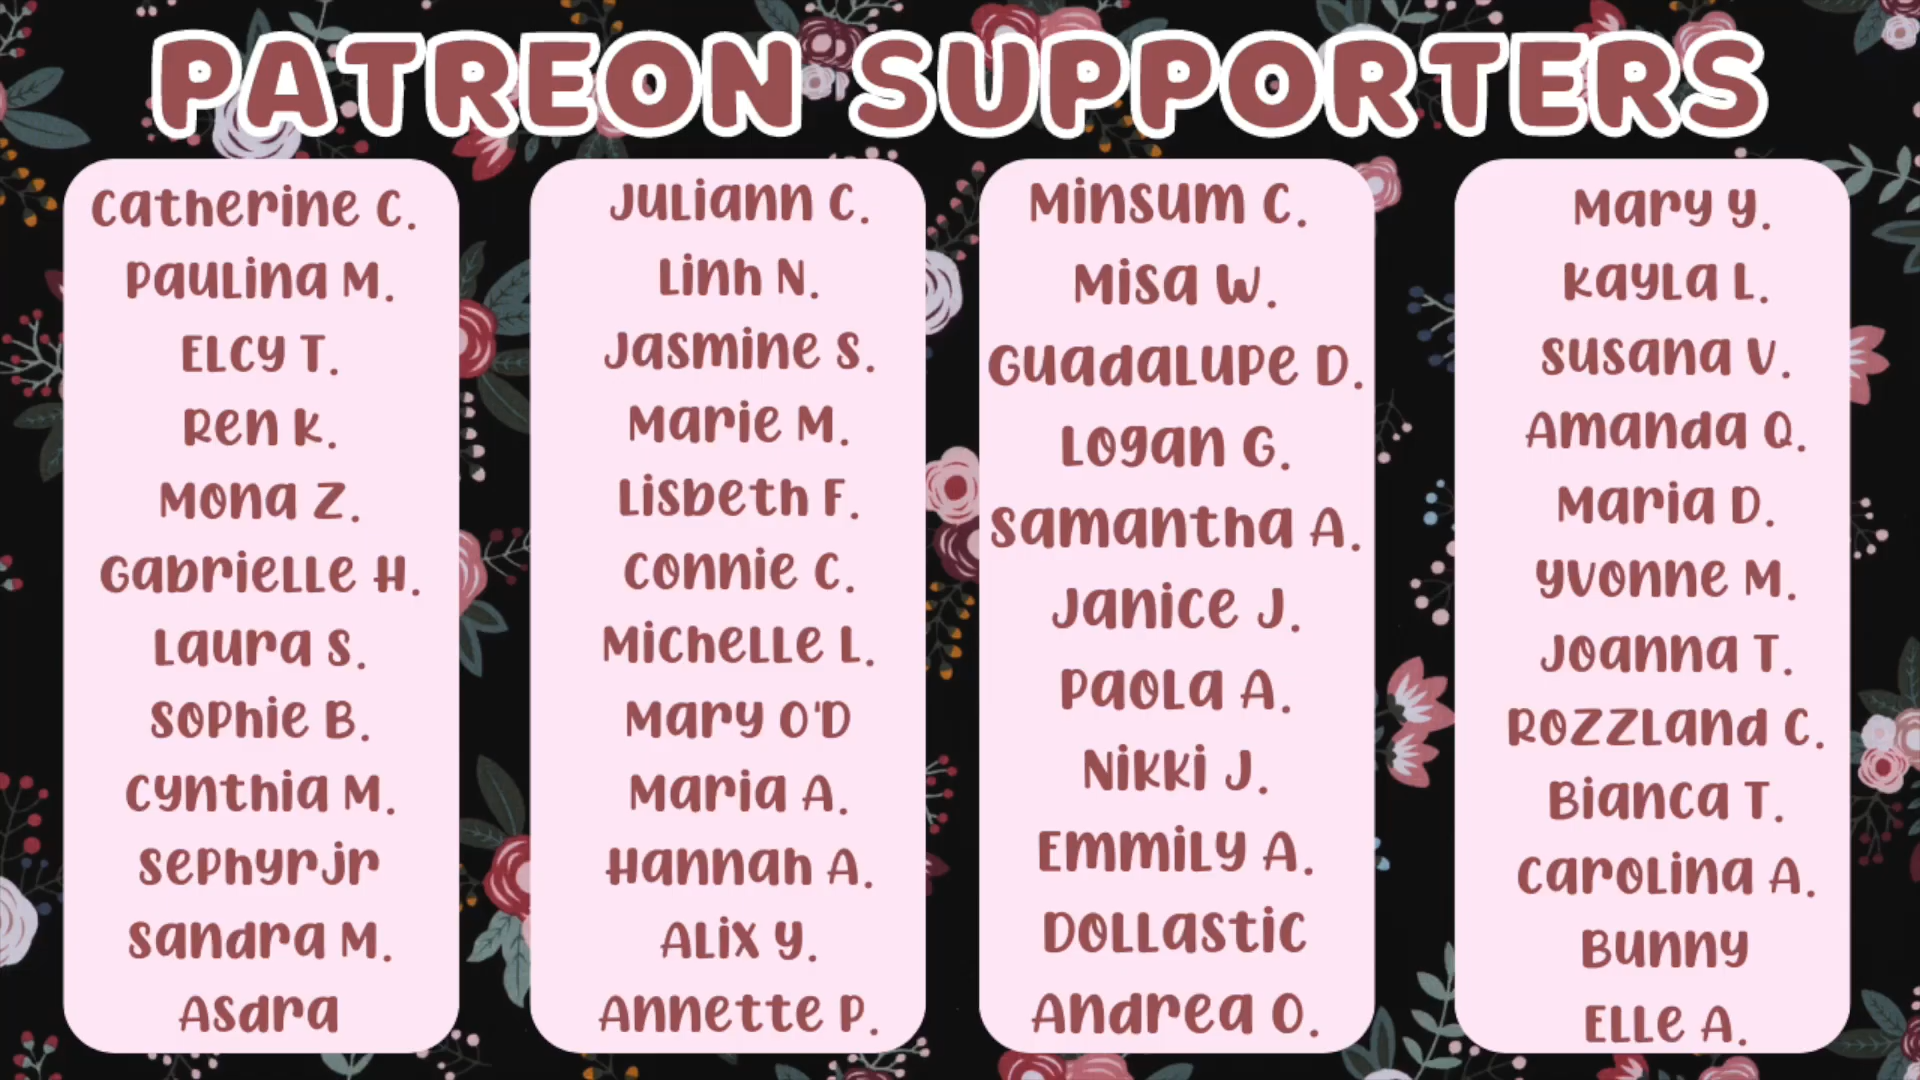 PATREON SUPPORTERS
Catherine C.
Paulina M.
Elcy T.
Ren K.
Mona Z.
Gabrielle H.
Laura S.
Sophie B.
Cynthia M.
Sephyrjr
Sandra M.
Asdra
Juliann C.
Linh N.
Jasmine S.
Marie M.
Lisbeth F.
Connie C.
Michelle L.
Mary O'D
Maria A.
Hannah A.
Alix Y.
Annette P.
Minsum C.
Misa W.
Guadalupe D.
Logan G.
Samantha A.
Janice J.
Paola A.
Nikki J.
Emmily A.
Dollastic
Andrea O.
Mary Y.
Kayla L.
Susana V.
Amanda Q.
Maria D.
Yvonne M.
Joanna T.
Rozzland C.
Bianca T.
Carolina A.
Bunny
Elle A.